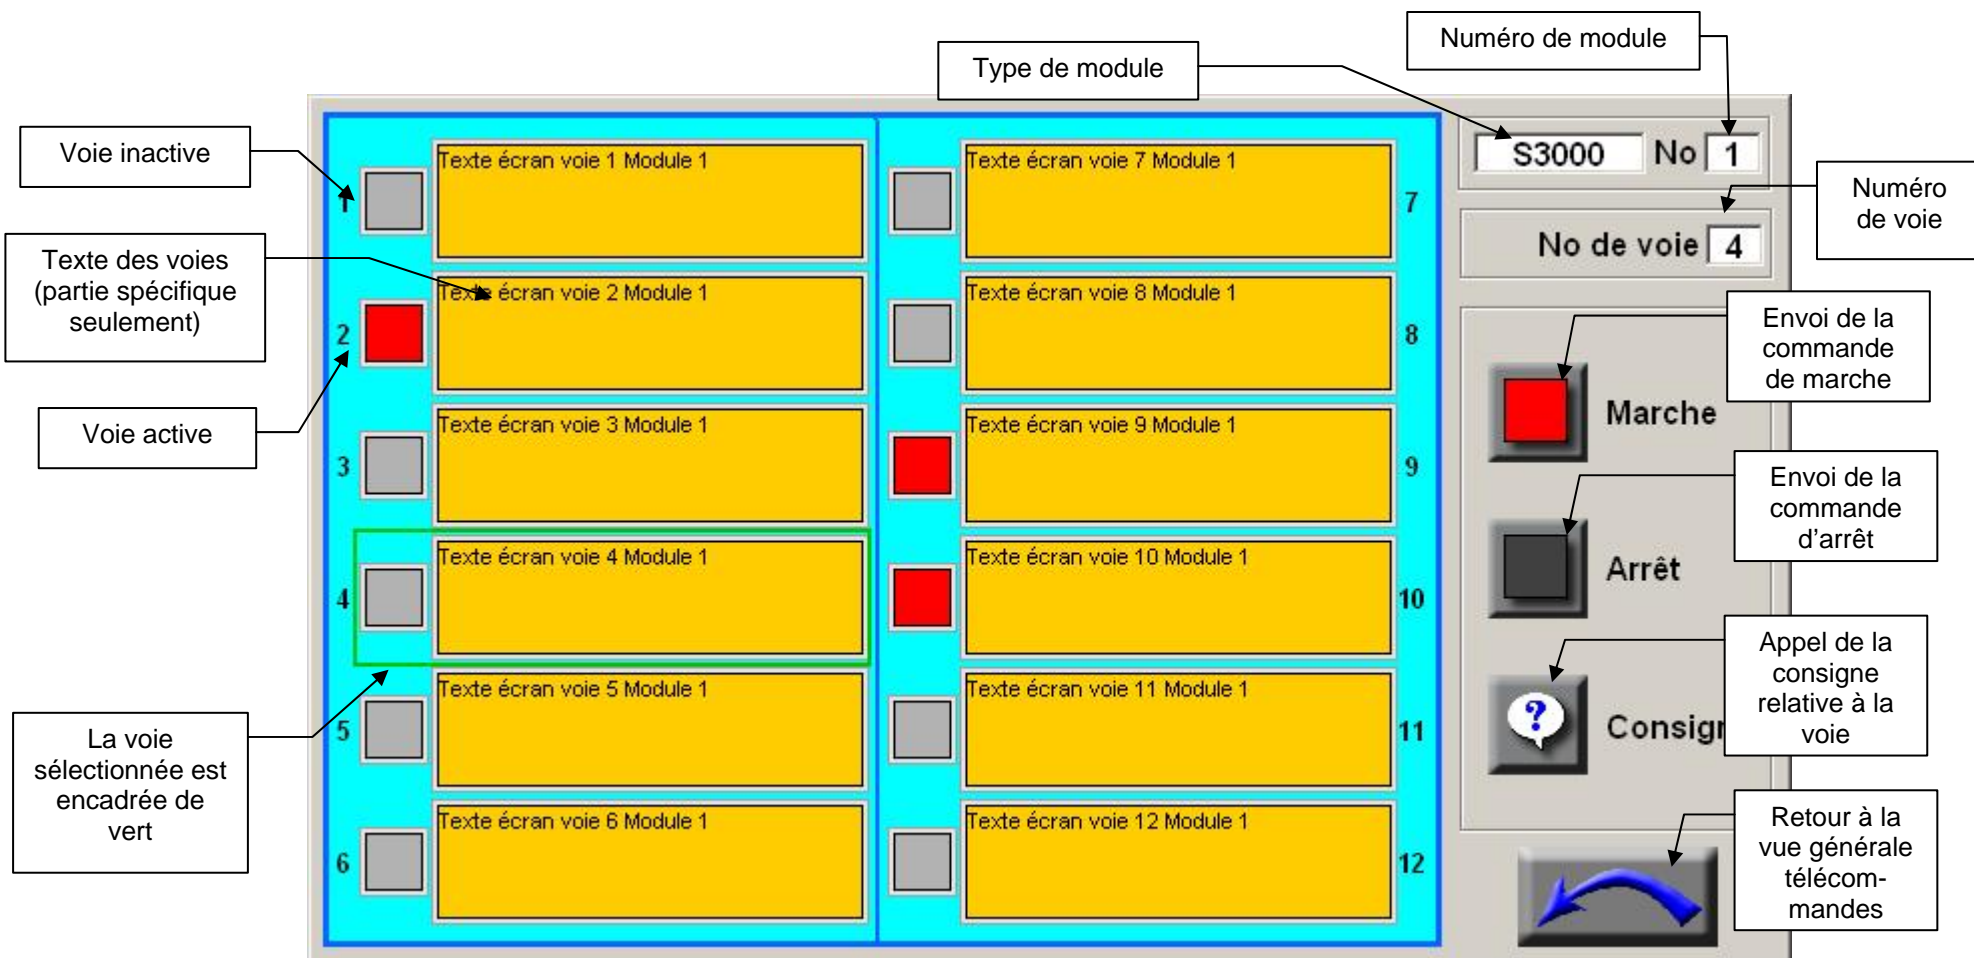 Numéro de module
Type de module
Voie inactive
Texte des voies
(partie spécifique
seulement)
Voie active
La voie
sélectionnée est
encadrée de
vert
1
Texte écran voie 1 Module 1
2
Texte écran voie 2 Module 1
3
Texte écran voie 3 Module 1
4
Texte écran voie 4 Module 1
5
Texte écran voie 5 Module 1
6
Texte écran voie 6 Module 1
Texte écran voie 7 Module 1
7
Texte écran voie 8 Module 1
8
Texte écran voie 9 Module 1
9
Texte écran voie 10 Module 1
10
Texte écran voie 11 Module 1
11
Texte écran voie 12 Module 1
12
S3000 No 1
No de voie 4
Numéro
de voie
Envoi de la
commande
de marche
Marche
Envoi de la
commande
d'arrêt
Arrêt
Appel de la
consigne
relative à la
voie
? Consign
Retour à la
vue générale
télécom-
mandes